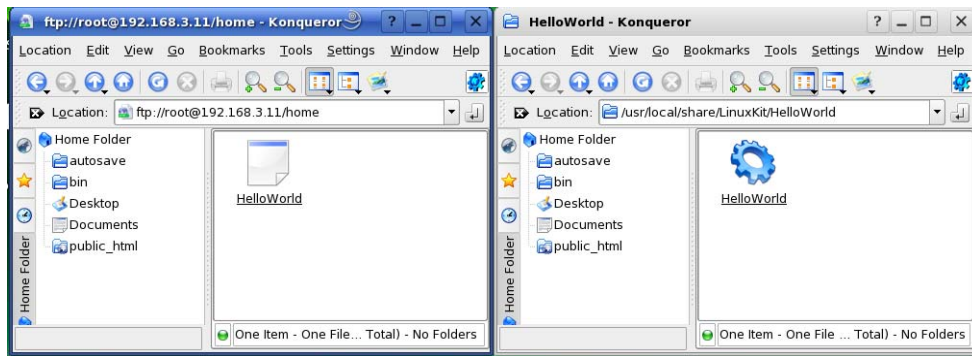 ftp://root@192.168.3.11/home - Konqueror
Location Edit View Go Bookmarks Tools Settings Window Help
Location: ftp://root@192.168.3.11/home
Home Folder
autosave
bin
Desktop
Documents
public_html
Home Folder
HelloWorld
One Item - One File... Total) - No Folders
HelloWorld - Konqueror
Location Edit View Go Bookmarks Tools Settings Window Help
Location: /usr/local/share/LinuxKit/HelloWorld
Home Folder
autosave
bin
Desktop
Documents
public_html
Home Folder
HelloWorld
One Item - One File ... Total) - No Folders